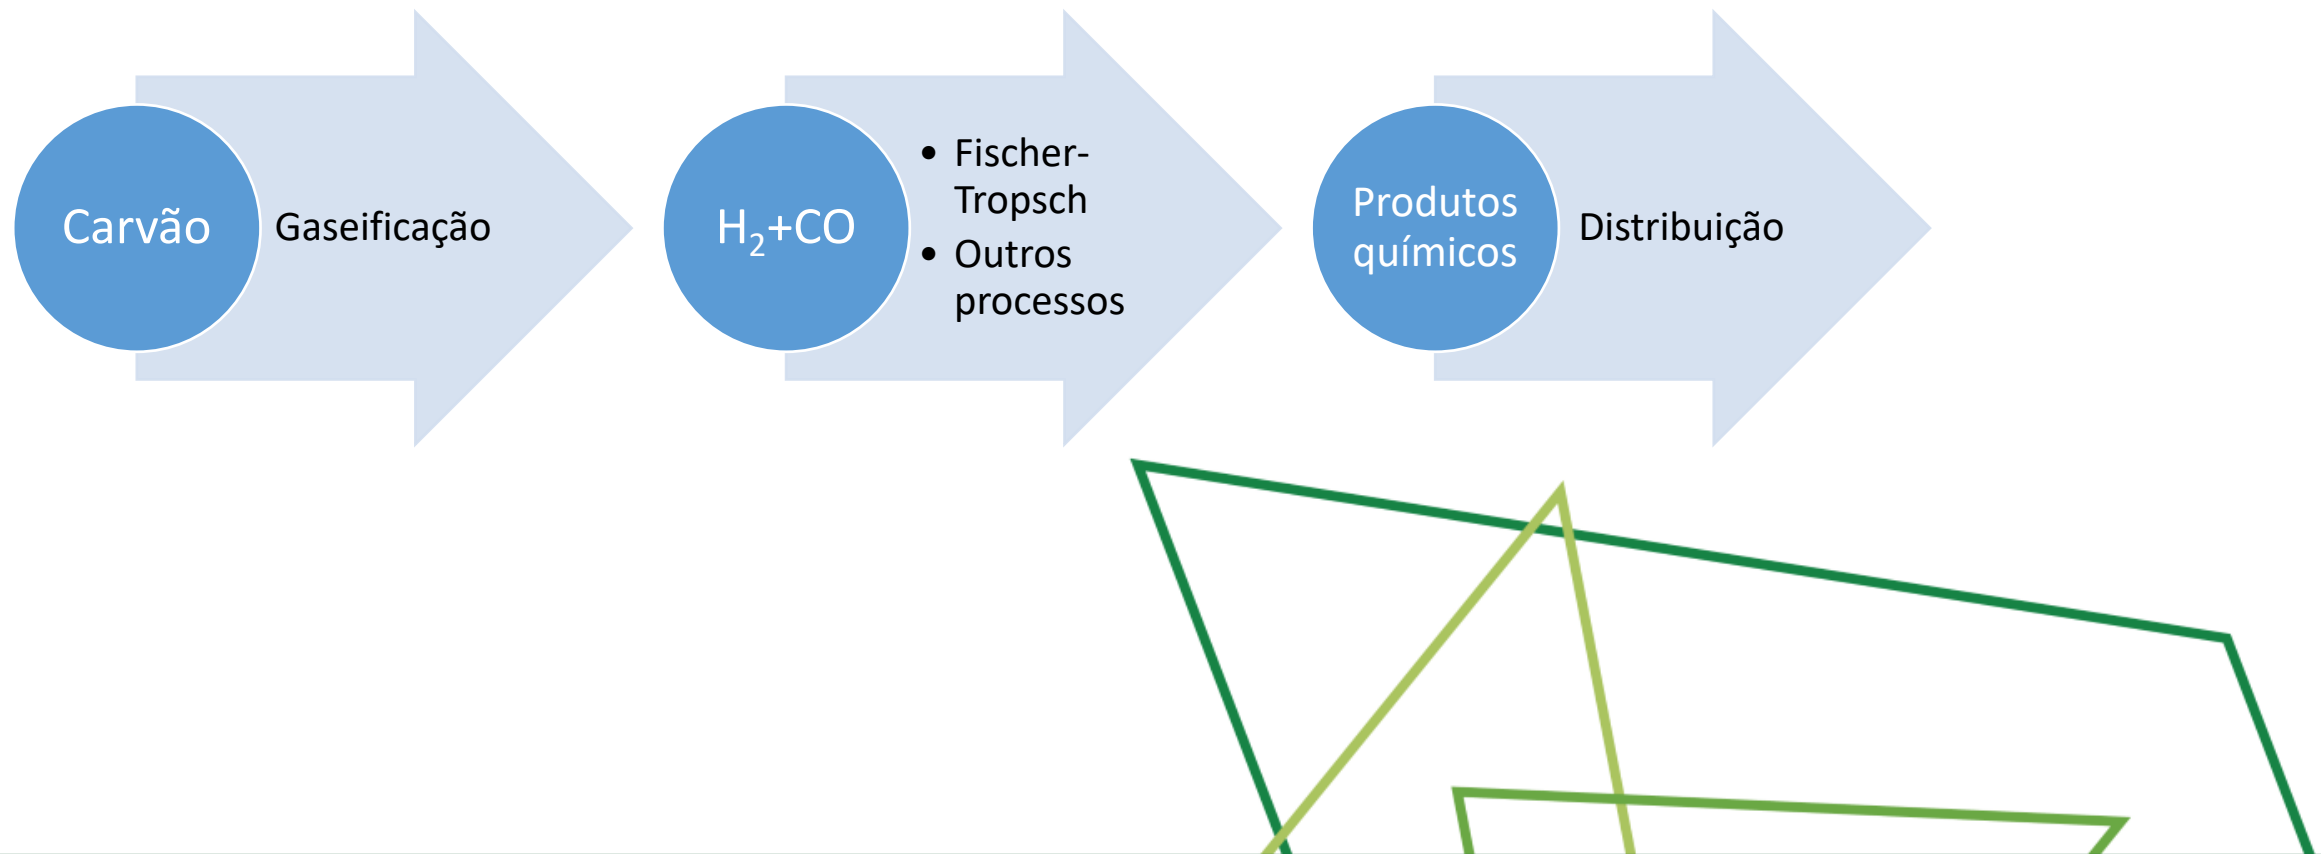 Carvão
Gaseificação
H₂+CO
• Fischer-
Tropsch
• Outros
processos
Produtos
químicos
Distribuição